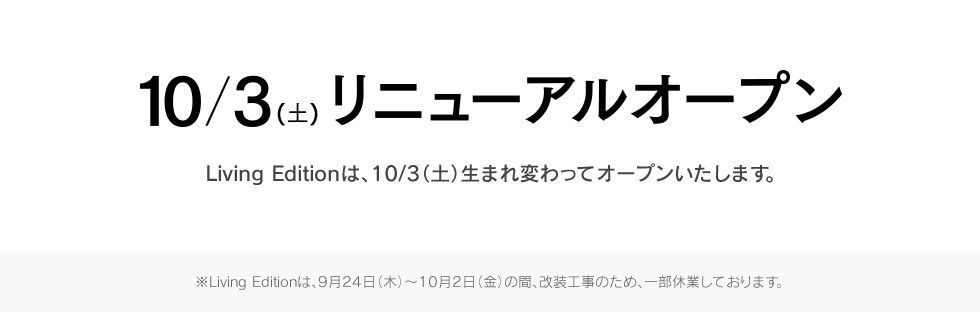 10/3(土)リニューアルオープン
Living Editionは、10/3（土）生まれ変わってオープンいたします。
※Living Editionは、9月24日（木）～10月2日（金）の間、改装工事のため、一部休業しております。